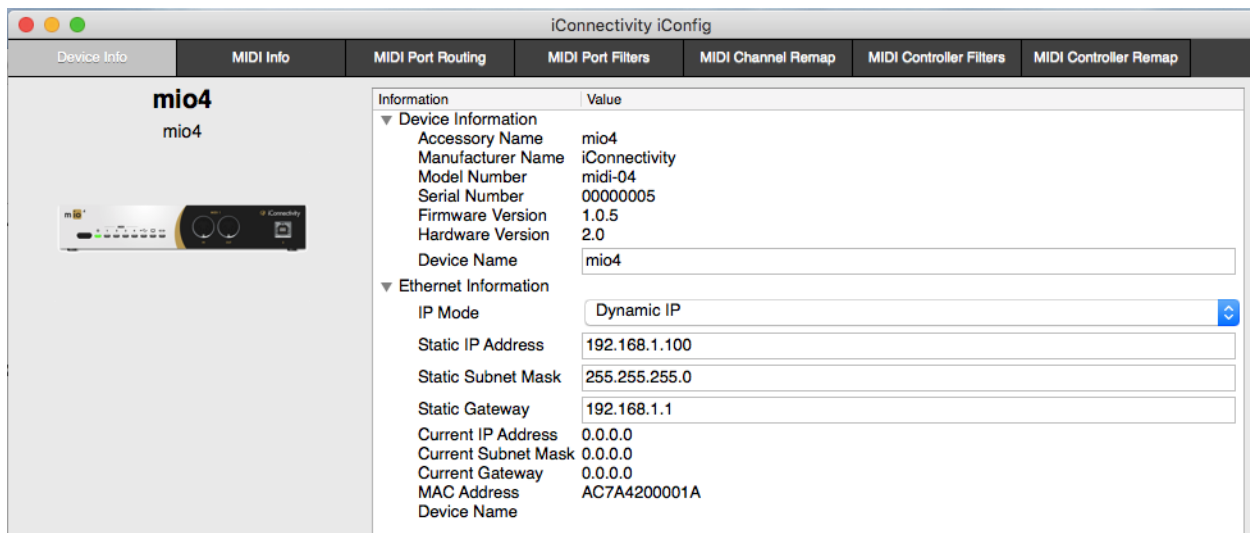 iConnectivity iConfig
Device Info MIDI Info MIDI Port Routing MIDI Port Filters MIDI Channel Remap MIDI Controller Filters MIDI Controller Remap
mio4
mio4
mio
iConnectivity
Information Value
Device Information
Accessory Name mio4
Manufacturer Name iConnectivity
Model Number midi-04
Serial Number 00000005
Firmware Version 1.0.5
Hardware Version 2.0
Device Name mio4
Ethernet Information
IP Mode Dynamic IP
Static IP Address 192.168.1.100
Static Subnet Mask 255.255.255.0
Static Gateway 192.168.1.1
Current IP Address 0.0.0.0
Current Subnet Mask 0.0.0.0
Current Gateway 0.0.0.0
MAC Address AC7A4200001A
Device Name